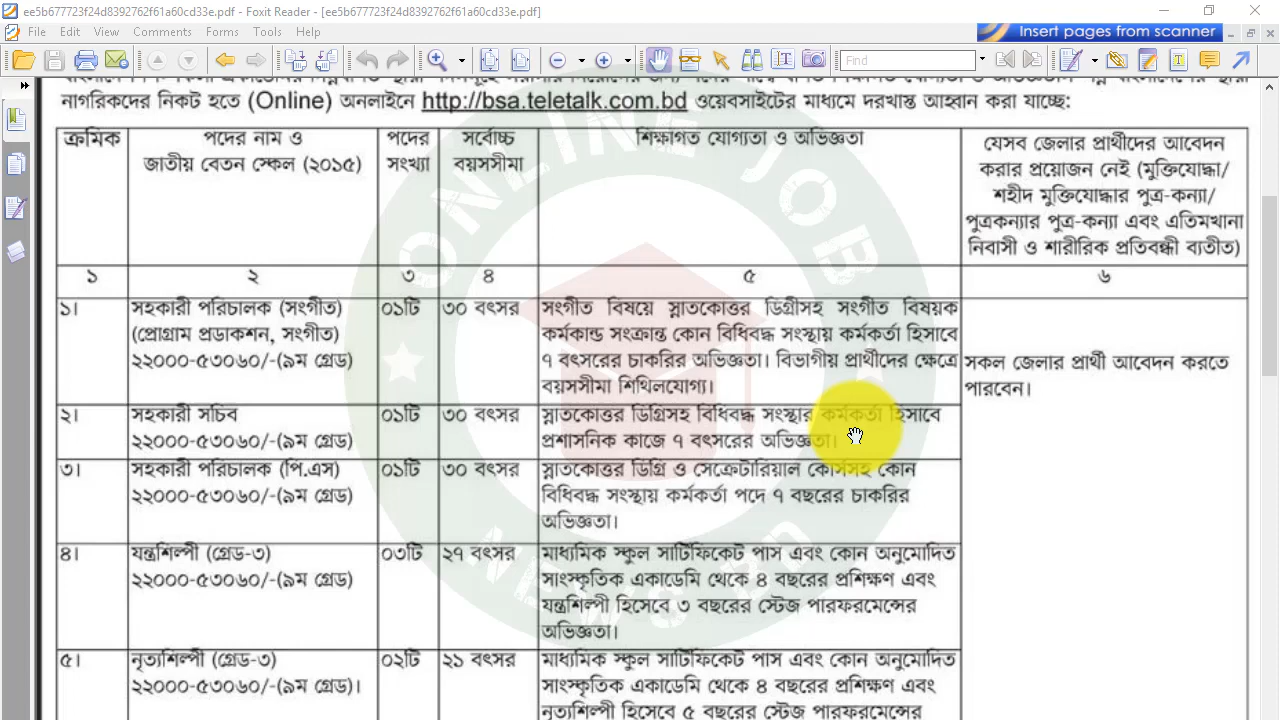 ee5b677723f24d8392762f61a60cd33e.pdf - Foxit Reader - [ee5b677723f24d8392762f61a60cd33e.pdf]
File Edit View Comments Forms
Insert pages from scanner
Find
নাগরিকদের নিকট হতে (Online) অনলাইনে http://bsa.teletalk.com.bd ওয়েবসাইটের মাধ্যমে দরখাস্ত আহ্বান করা যাচ্ছে:
ক্রমিক
পদের নাম ও
জাতীয় বেতন স্কেল (২০১৫)
পদের
সংখ্যা
সর্বোচ্চ
বয়সসীমা
শিক্ষাগত যোগ্যতা ও অভিজ্ঞতা
যেসব জেলার প্রার্থীদের আবেদন
করার প্রয়োজন নেই (মুক্তিযোদ্ধা/
শহীদ মুক্তিযোদ্ধার পুত্র-কন্যা/
পুত্রকন্যার পুত্র-কন্যা এবং এতিমখানা
নিবাসী ও শারীরিক প্রতিবন্ধী ব্যতীত)
১ ২ ৩ ৪ ৫ ৬
১।
সহকারী পরিচালক (সংগীত)
(প্রোগ্রাম প্রডাকশন, সংগীত)
২২০০০-৫৩০৬০/-(৯ম গ্রেড)
০১টি
৩০ বৎসর
সংগীত বিষয়ে স্নাতকোত্তর ডিগ্রীসহ সংগীত বিষয়ক
কর্মকান্ড সংক্রান্ত কোন বিধিবদ্ধ সংস্থায় কর্মকর্তা হিসাবে
৭ বৎসরের চাকরির অভিজ্ঞতা। বিভাগীয় প্রার্থীদের ক্ষেত্রে
বয়সসীমা শিথিলযোগ্য।
সকল জেলার প্রার্থী আবেদন করতে
পারবেন।
২।
সহকারী সচিব
২২০০০-৫৩০৬০/-(৯ম গ্রেড)
০১টি
৩০ বৎসর
স্নাতকোত্তর ডিগ্রিসহ বিধিবদ্ধ সংস্থার কর্মকর্তা হিসাবে
প্রশাসনিক কাজে ৭ বৎসরের অভিজ্ঞতা।
৩।
সহকারী পরিচালক (পি.এস)
২২০০০-৫৩০৬০/-(৯ম গ্রেড)
০১টি
৩০ বৎসর
স্নাতকোত্তর ডিগ্রি ও সেক্রেটারিয়াল কোর্সসহ কোন
বিধিবদ্ধ সংস্থায় কর্মকর্তা পদে ৭ বছরের চাকরির
অভিজ্ঞতা।
৪।
যন্ত্রশিল্পী (গ্রেড-৩)
২২০০০-৫৩০৬০/-(৯ম গ্রেড)
০৩টি
২৭ বৎসর
মাধ্যমিক স্কুল সার্টিফিকেট পাস এবং কোন অনুমোদিত
সাংস্কৃতিক একাডেমি থেকে ৪ বছরের প্রশিক্ষণ এবং
যন্ত্রশিল্পী হিসেবে ৩ বছরের স্টেজ পারফরমেন্সের
অভিজ্ঞতা।
৫।
নৃত্যশিল্পী (গ্রেড-৩)
২২০০০-৫৩০৬০/-(৯ম গ্রেড)।
০২টি
২১ বৎসর
মাধ্যমিক স্কুল সার্টিফিকেট পাস এবং কোন অনুমোদিত
সাংস্কৃতিক একাডেমি থেকে ৪ বছরের প্রশিক্ষণ এবং
নৃত্যশিল্পী হিসেবে ৫ বছরের স্টেজ পারফরমেন্সের
ONLINE JOB
NEWS BD